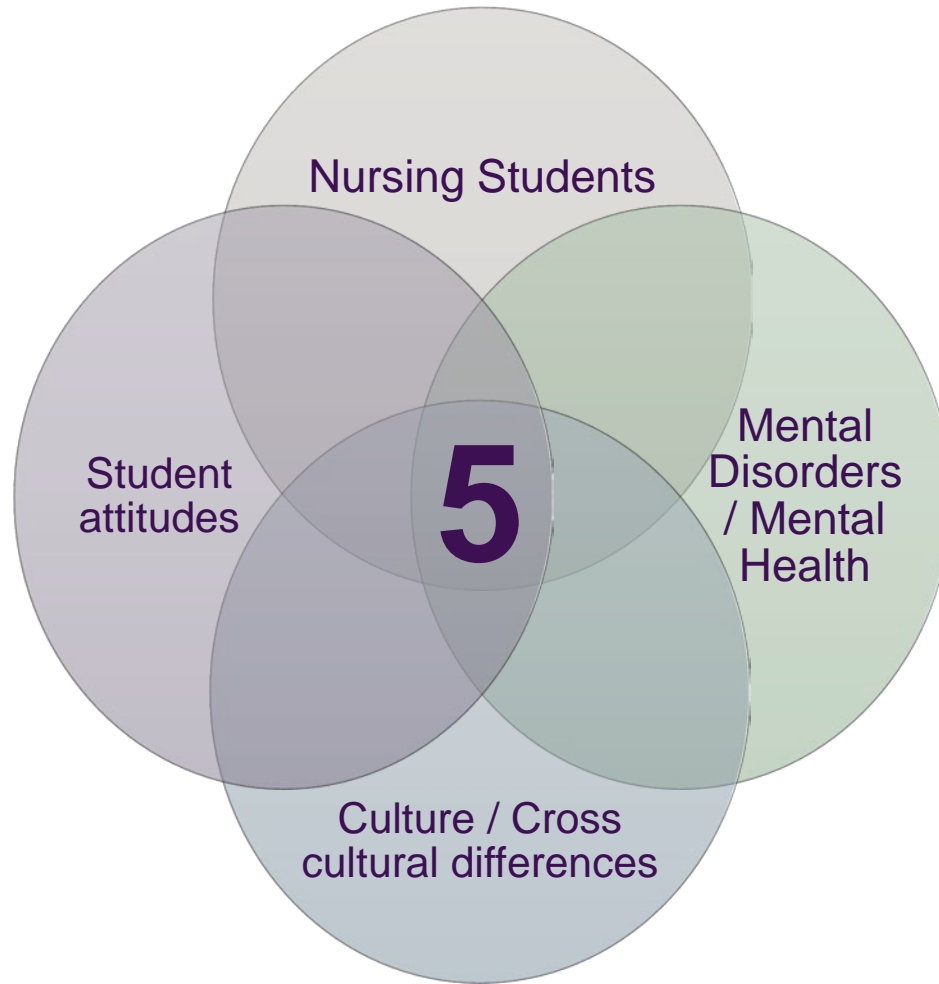 Nursing Students
Student
attitudes
5
Mental
Disorders
/ Mental
Health
Culture / Cross
cultural differences